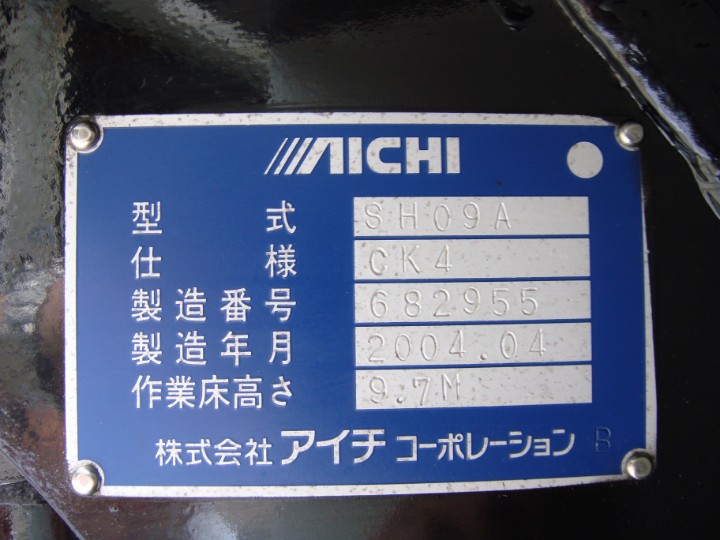 AICHI
型式 SH09A
仕様 CK4
製造番号 682955
製造年月 2004.04
作業床高さ 9.7M
株式会社 アイチ コーポレーション B